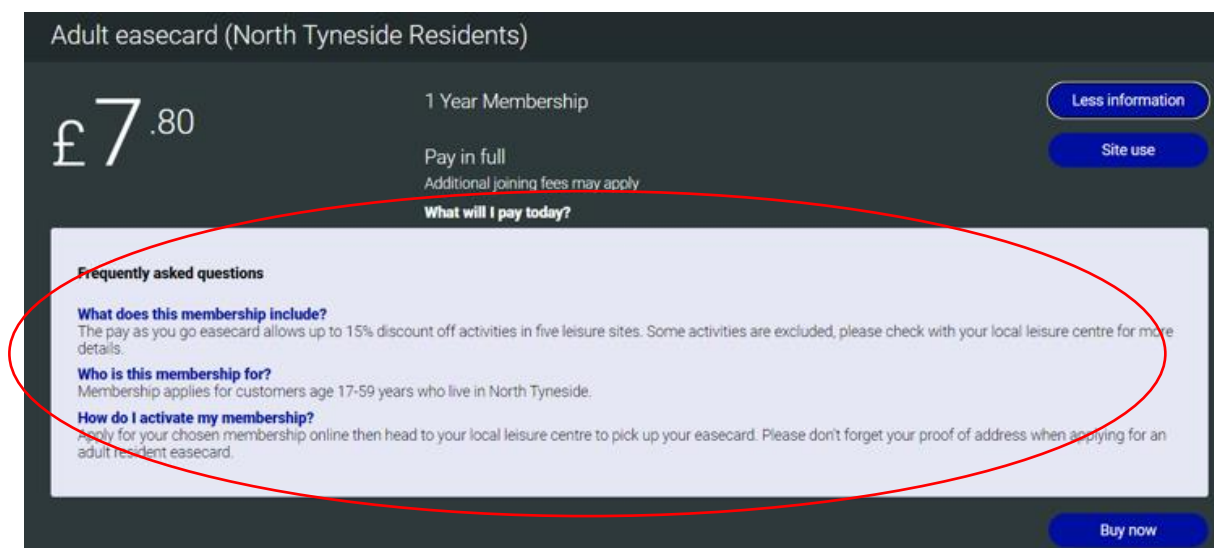 Adult easecard (North Tyneside Residents)
£7.80
1 Year Membership
Less information
Pay in full
Site use
Additional joining fees may apply
What will I pay today?
Frequently asked questions
What does this membership include?
The pay as you go easecard allows up to 15% discount off activities in five leisure sites. Some activities are excluded, please check with your local leisure centre for more
details.
Who is this membership for?
Membership applies for customers age 17-59 years who live in North Tyneside.
How do I activate my membership?
Apply for your chosen membership online then head to your local leisure centre to pick up your easecard. Please don't forget your proof of address when applying for an
adult resident easecard.
Buy now